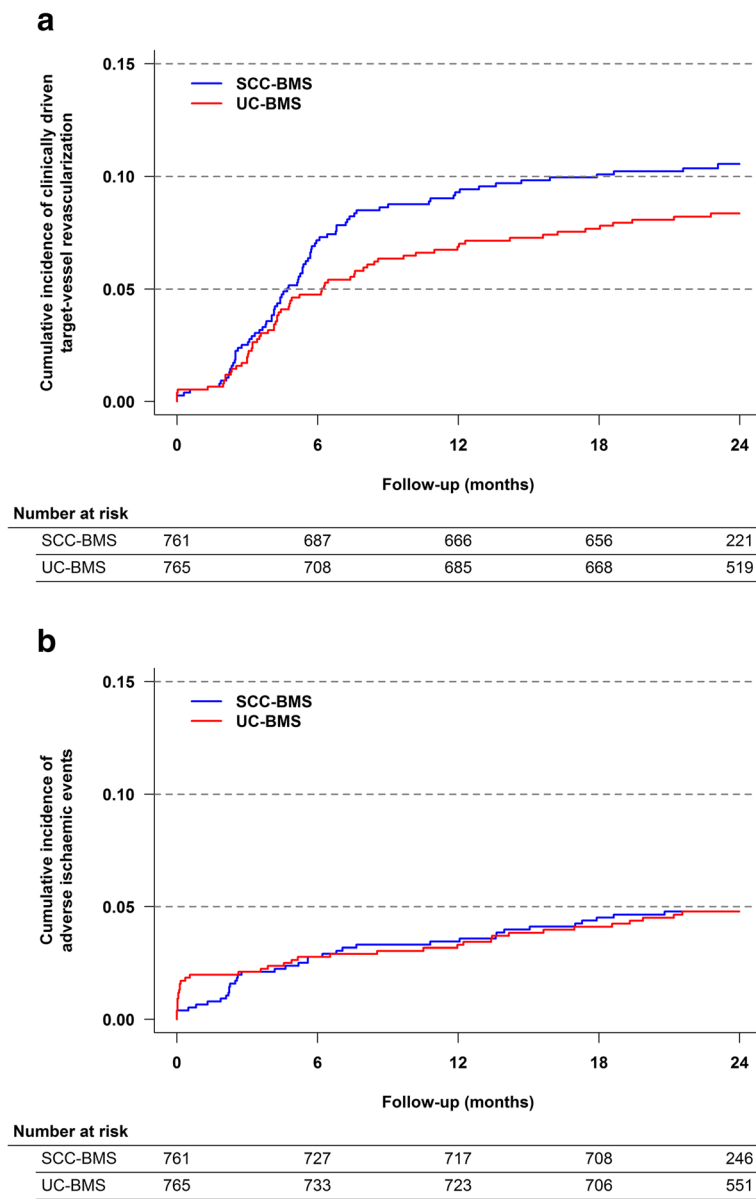 a
Cumulative incidence of clinically driven
target-vessel revascularization
0.15
0.10
0.05
0.00
SCC-BMS
UC-BMS
0 6 12 18 24
Follow-up (months)
Number at risk
SCC-BMS 761 687 666 656 221
UC-BMS 765 708 685 668 519
b
Cumulative incidence of
adverse ischaemic events
0.15
0.10
0.05
0.00
SCC-BMS
UC-BMS
0 6 12 18 24
Follow-up (months)
Number at risk
SCC-BMS 761 727 717 708 246
UC-BMS 765 733 723 706 551